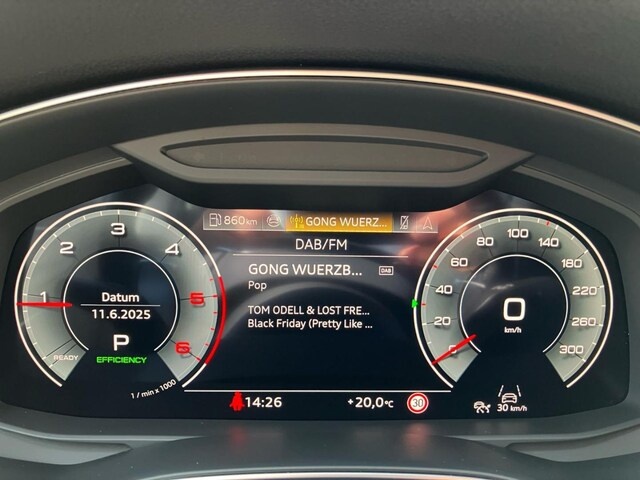 860km
GONG WUERZ...
DAB/FM
GONG WUERZB...
DAB
Pop
TOM ODELL & LOST FRE...
Black Friday (Pretty Like ...
1
2
3
4
5
6
READY
Datum
11.6.2025
P
EFFICIENCY
1 / min x 1000
0
20
40
60
80
100
140
180
220
260
300
0
km/h
14:26
+20,0°C
30
30 km/h